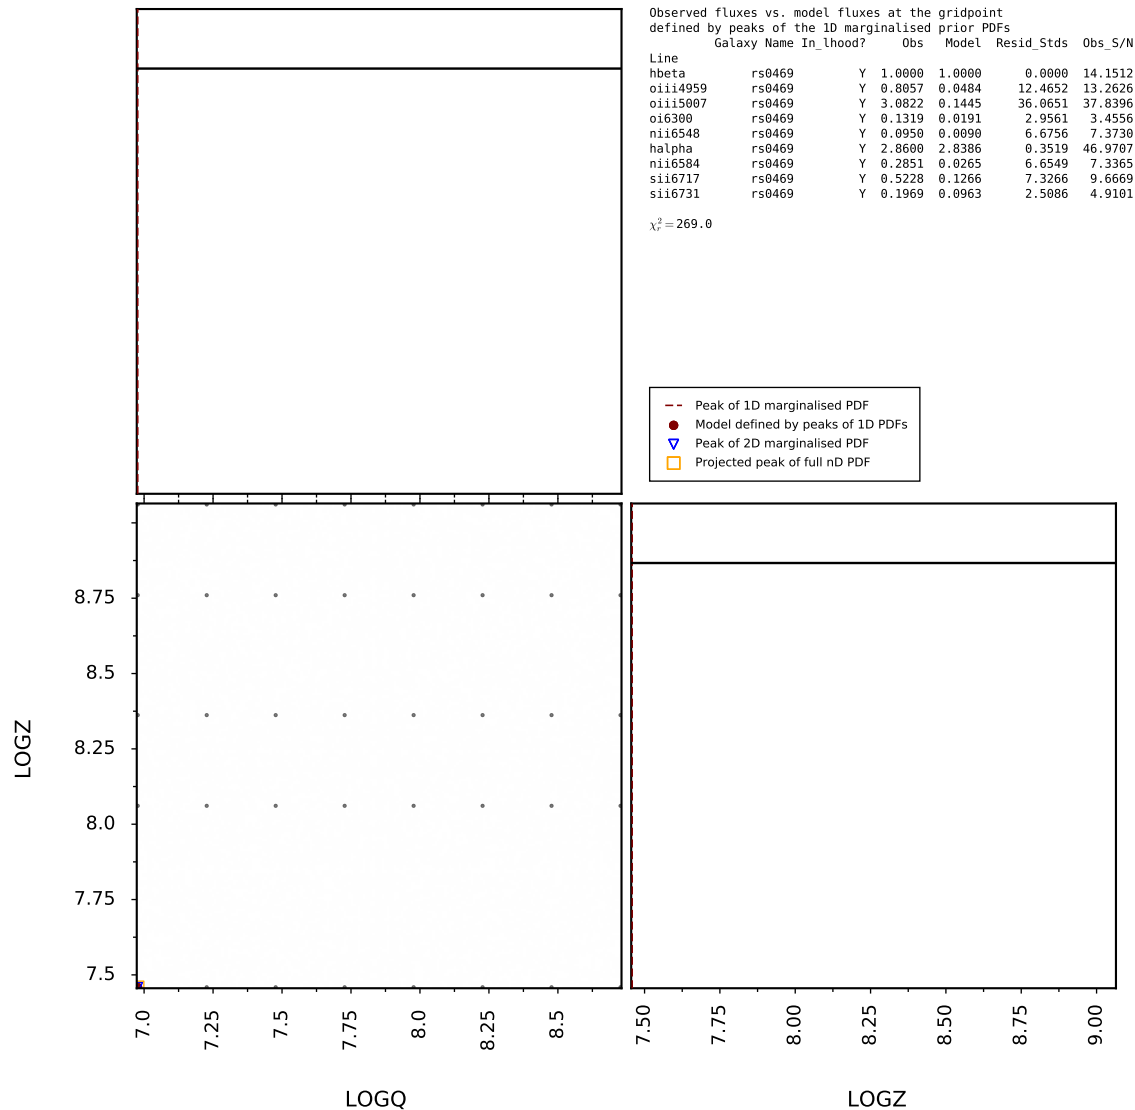 Observed fluxes vs. model fluxes at the gridpoint
defined by peaks of the 1D marginalised prior PDFs
Galaxy Name In_lhood? Obs Model Resid_Stds Obs_S/N
Line
hbeta rs0469 Y 1.0000 1.0000 0.0000 14.1512
oiii4959 rs0469 Y 0.8057 0.0484 12.4652 13.2626
oiii5007 rs0469 Y 3.0822 0.1445 36.0651 37.8396
oi6300 rs0469 Y 0.1319 0.0191 2.9561 3.4556
nii6548 rs0469 Y 0.0950 0.0090 6.6756 7.3730
halpha rs0469 Y 2.8600 2.8386 0.3519 46.9707
nii6584 rs0469 Y 0.2851 0.0265 6.6549 7.3365
sii6717 rs0469 Y 0.5228 0.1266 7.3266 9.6669
sii6731 rs0469 Y 0.1969 0.0963 2.5086 4.9101
χ²ᵣ = 269.0
Peak of 1D marginalised PDF
Model defined by peaks of 1D PDFs
Peak of 2D marginalised PDF
Projected peak of full nD PDF
LOGZ
8.75
8.5
8.25
8.0
7.75
7.5
7.0 7.25 7.5 7.75 8.0 8.25 8.5
LOGQ
7.50 7.75 8.00 8.25 8.50 8.75 9.00
LOGZ